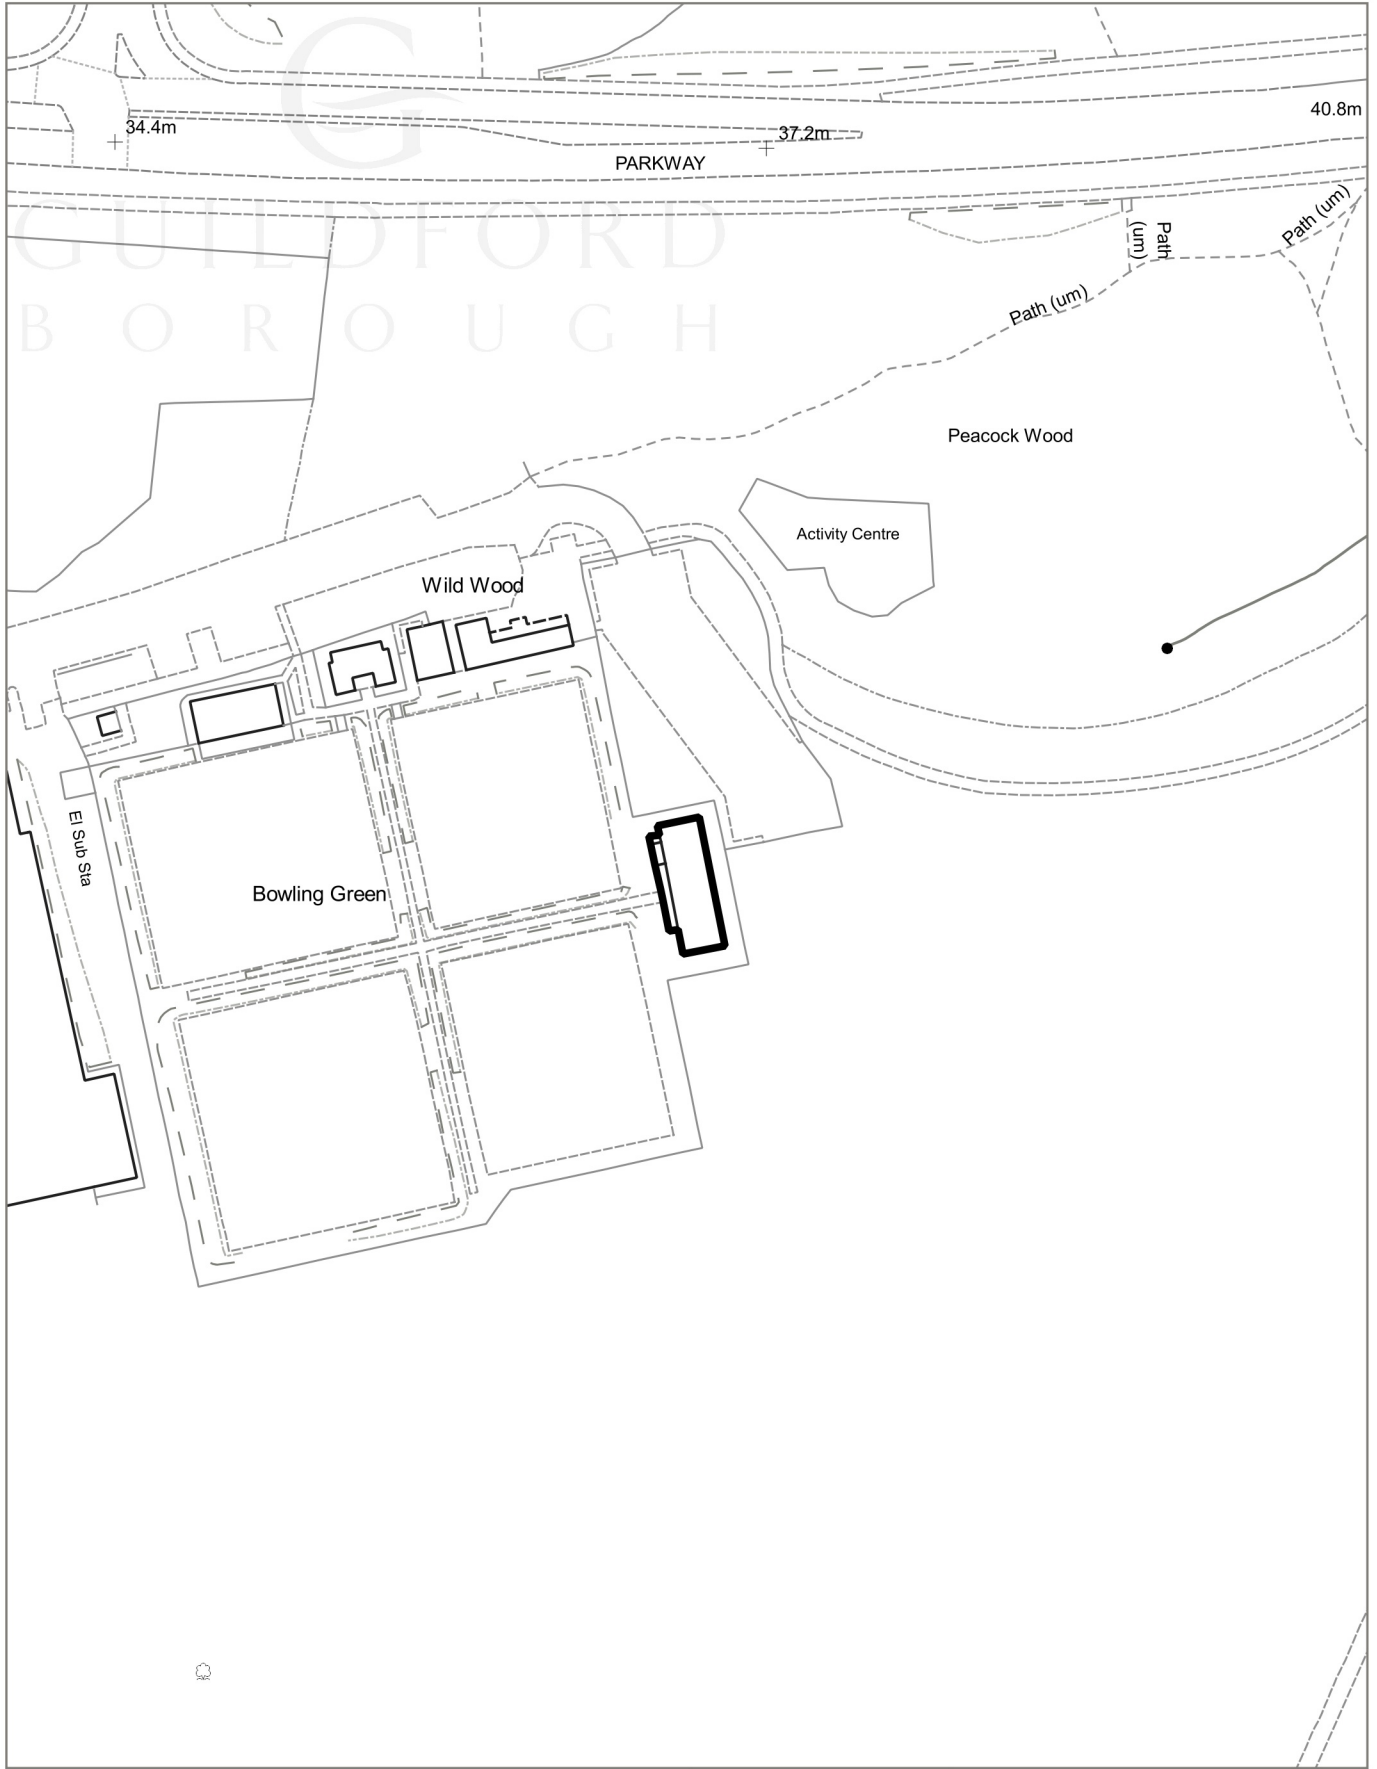 40.8m
34.4m
37.2m
PARKWAY
GUILDFORD
BOROUGH
Path (um)
Path
(um)
Path (um)
Peacock Wood
Activity Centre
Wild Wood
El Sub Sta
Bowling Green